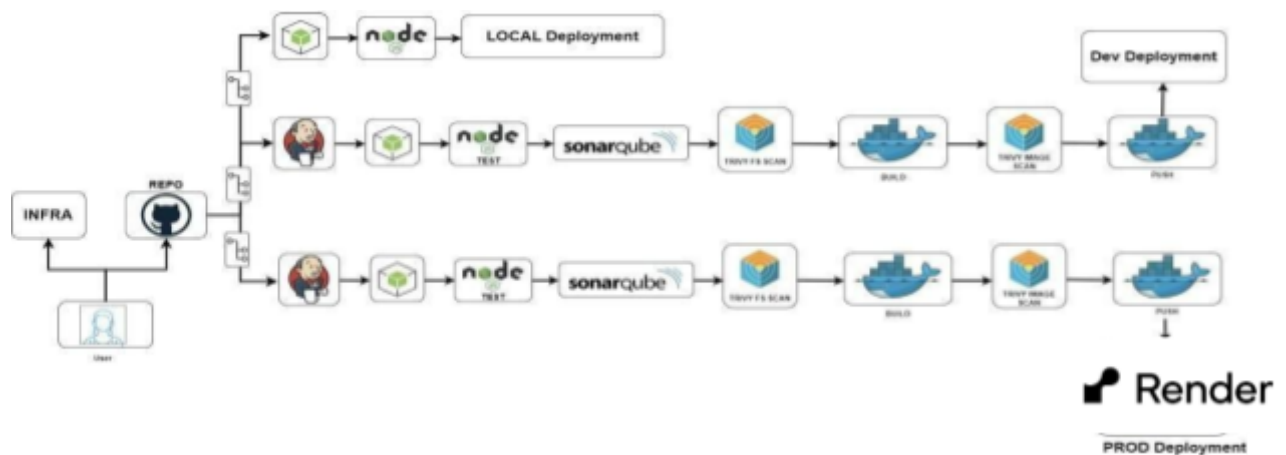 node
LOCAL Deployment
Dev Deployment
node
TEST
sonarqube
TRIVY FS SCAN
BUILD
TRIVY IMAGE
SCAN
PUSH
REPO
INFRA
node
TEST
sonarqube
TRIVY FS SCAN
BUILD
TRIVY IMAGE
SCAN
PUSH
User
Render
PROD Deployment